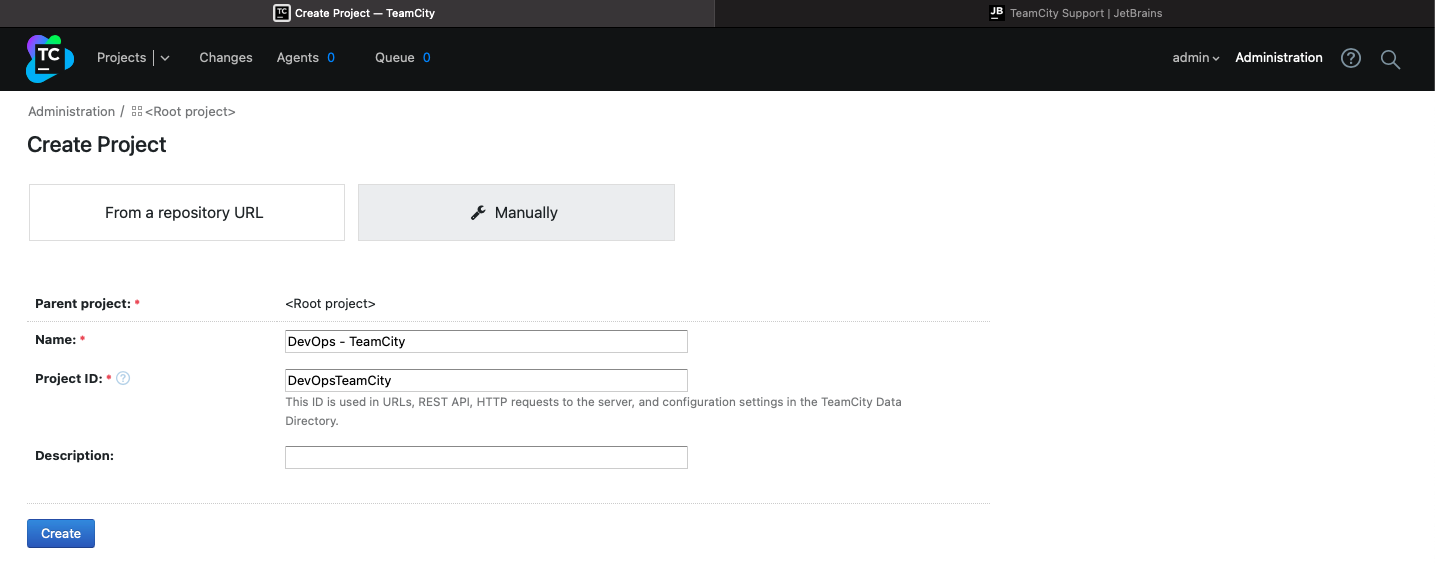 TC Create Project — TeamCity
JB TeamCity Support | JetBrains
TC Projects Changes Agents 0 Queue 0 admin Administration ?
Administration / <Root project>
Create Project
From a repository URL
Manually
Parent project: * <Root project>
Name: * DevOps - TeamCity
Project ID: * ? DevOpsTeamCity
This ID is used in URLs, REST API, HTTP requests to the server, and configuration settings in the TeamCity Data
Directory.
Description:
Create